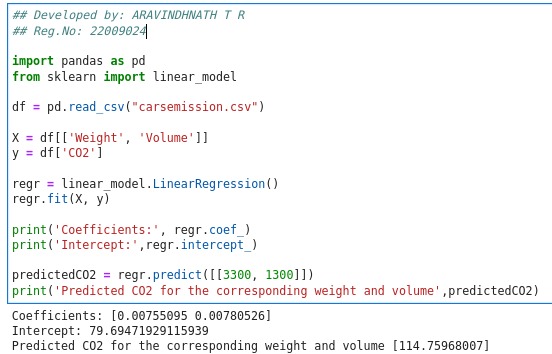 ## Developed by: ARAVINDHNATH T R
## Reg.No: 22009024
import pandas as pd
from sklearn import linear_model
df = pd.read_csv("carsemission.csv")
X = df[['Weight', 'Volume']]
y = df['CO2']
regr = linear_model.LinearRegression()
regr.fit(X, y)
print('Coefficients:', regr.coef_)
print('Intercept:',regr.intercept_)
predictedCO2 = regr.predict([[3300, 1300]])
print('Predicted CO2 for the corresponding weight and volume',predictedCO2)
Coefficients: [0.00755095 0.00780526]
Intercept: 79.69471929115939
Predicted CO2 for the corresponding weight and volume [114.75968007]